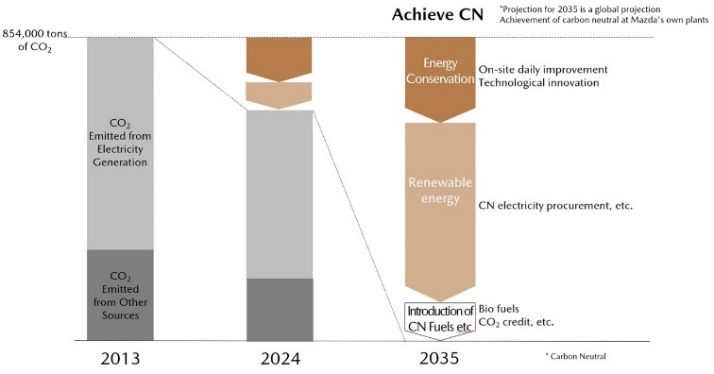 Achieve CN
*Projection for 2035 is a global projection
Achievement of carbon neutral at Mazda's own plants
854,000 tons
of CO2
CO2
Emitted from
Electricity
Generation
CO2
Emitted
from Other
Sources
Energy
Conservation
On-site daily improvement
Technological innovation
Renewable
energy
CN electricity procurement, etc.
Introduction of
CN Fuels etc
Bio fuels
CO2 credit, etc.
2013
2024
2035
* Carbon Neutral